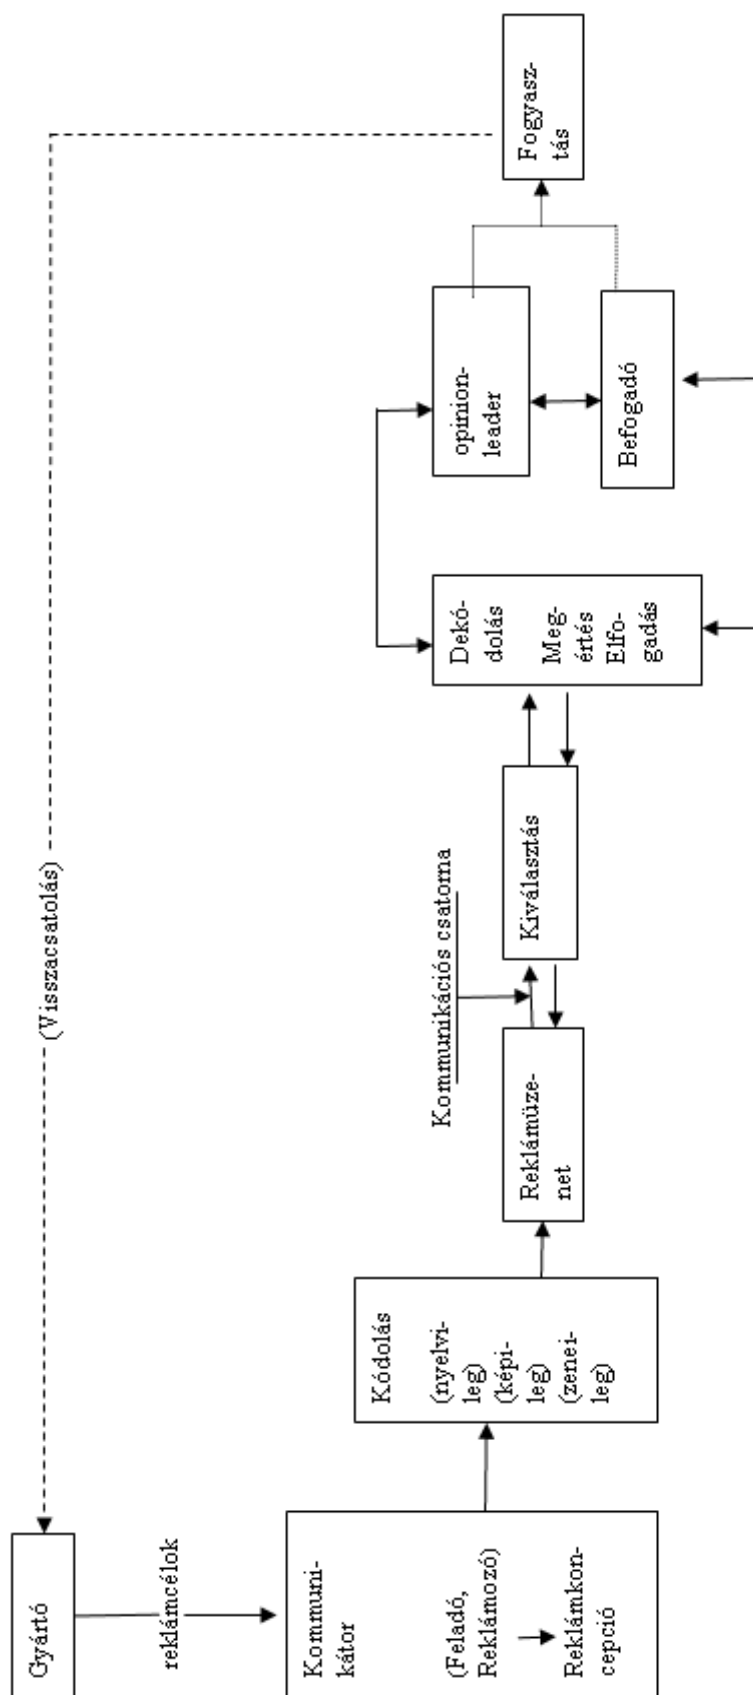 Gyártó
reklámcélok
Kommuni-
kátor
(Feladó,
Reklámozó)
Reklámkon-
cepció
Kódolás
(nyelvi-
leg)
(képi-
leg)
(zenei-
leg)
Reklámüze-
net
Kommunikációs csatorna
Kiválasztás
Dekó-
dolás
Meg-
értés
Elfo-
gadás
opinion-
leader
Befogadó
Fogyasz-
tás
(Visszacsatolás)